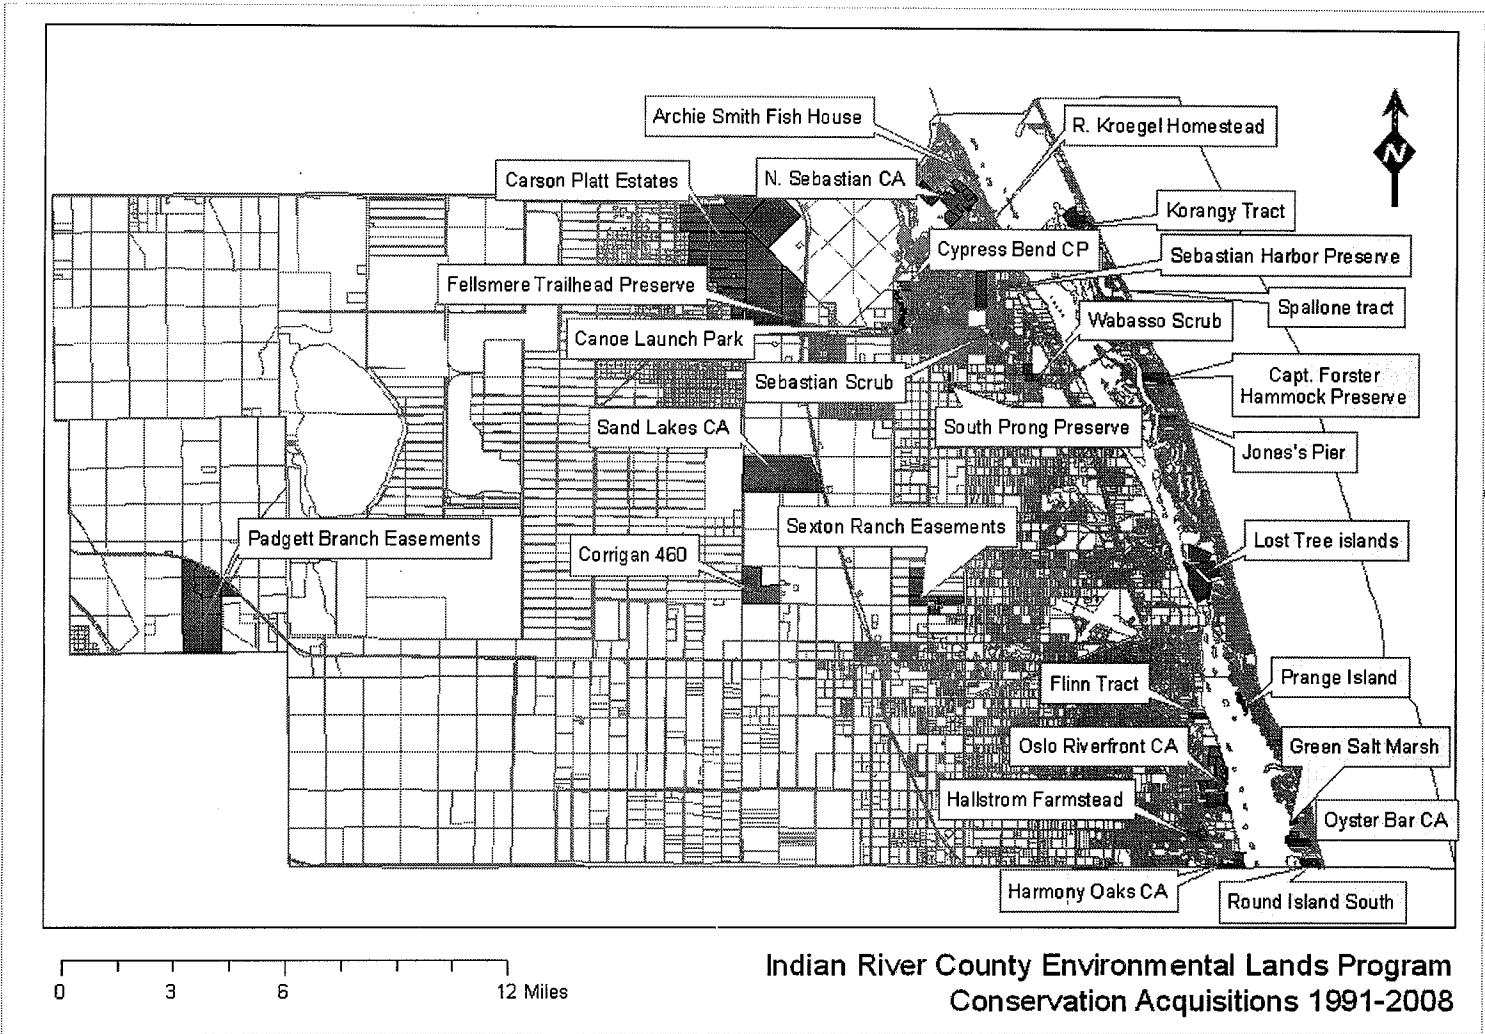 Archie Smith Fish House
R. Kroegel Homestead
N
Carson Platt Estates
N. Sebastian CA
Korangy Tract
Cypress Bend CP
Sebastian Harbor Preserve
Fellsmere Trailhead Preserve
Spallone tract
Wabasso Scrub
Canoe Launch Park
Sebastian Scrub
Capt. Forster
Hammock Preserve
Sand Lakes CA
South Prong Preserve
Jones's Pier
Sexton Ranch Easements
Padgett Branch Easements
Lost Tree islands
Corrigan 460
Flinn Tract
Prange Island
Oslo Riverfront CA
Green Salt Marsh
Hallstrom Farmstead
Oyster Bar CA
Harmony Oaks CA
Round Island South
0 3 6 12 Miles
Indian River County Environmental Lands Program
Conservation Acquisitions 1991-2008